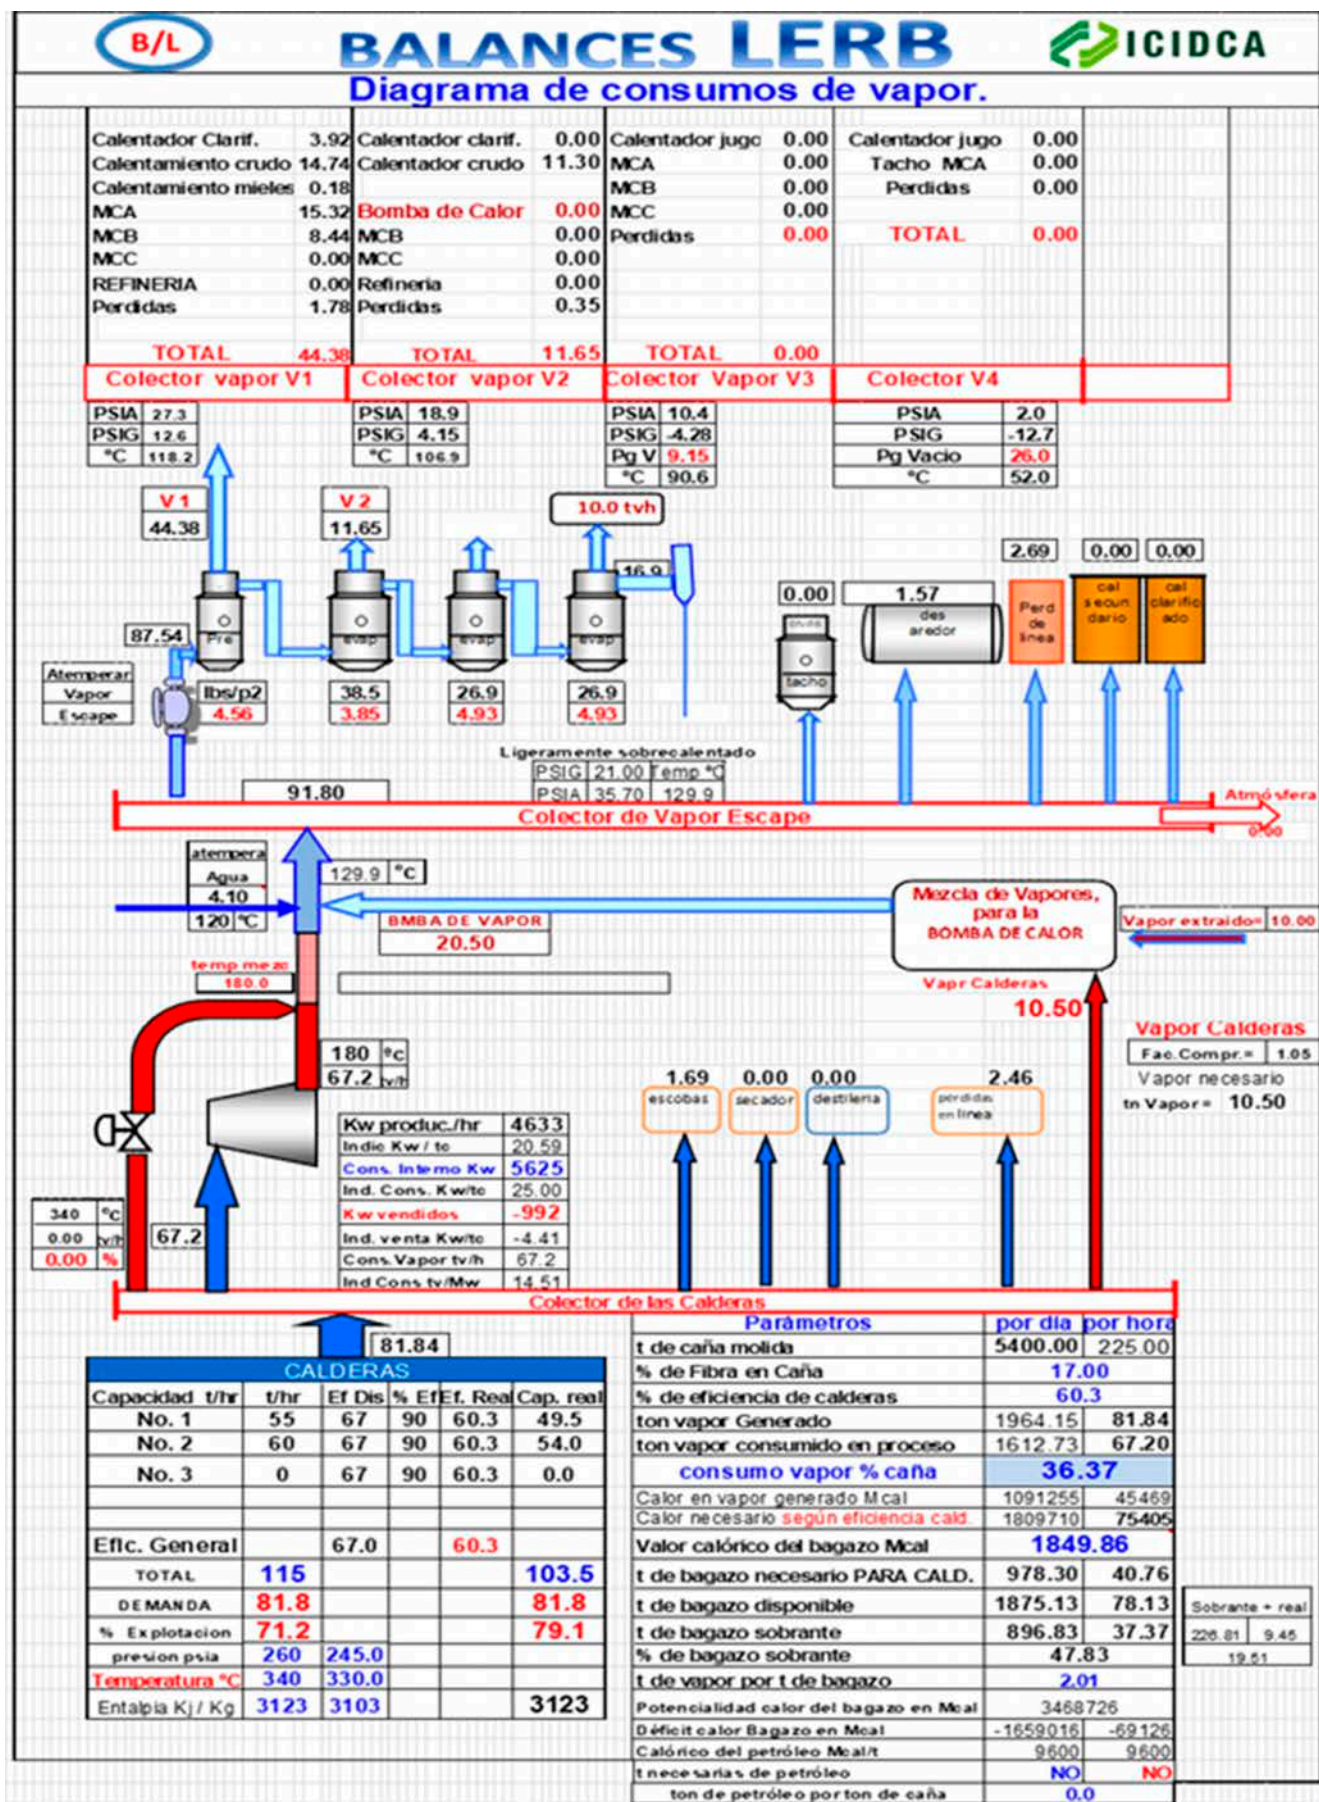 B/L
BALANCES LERB
ICIDCA
Diagrama de consumos de vapor.
Calentador Clarif. 3.92 Calentador clarif. 0.00 Calentador jugo 0.00 Calentador jugo 0.00
Calentamiento crudo 14.74 Calentador crudo 11.30 MCA 0.00 Tacho MCA 0.00
Calentamiento mieles 0.18 MCB 0.00 Perdidas 0.00
MCA 15.32 Bomba de Calor 0.00 MCC 0.00
MCB 8.44 MCB 0.00 Perdidas 0.00 TOTAL 0.00
MCC 0.00 MCC 0.00
REFINERIA 0.00 Refineria 0.00
Perdidas 1.78 Perdidas 0.35
TOTAL 44.38 TOTAL 11.65 TOTAL 0.00
Colector vapor V1 Colector vapor V2 Colector Vapor V3 Colector V4
PSIA 27.3 PSIA 18.9 PSIA 10.4 PSIA 2.0
PSIG 12.6 PSIG 4.15 PSIG -4.28 PSIG -12.7
°C 118.2 °C 106.9 Pg V 9.15 Pg Vacio 26.0
°C 90.6 °C 52.0
V 1 V 2 10.0 tvh
44.38 11.65
16.9
2.69 0.00 0.00
0.00 1.57
87.54 Pre evap evap evap
tacho
des
aredor
Perd
de
linea
cal
secun
dario
cal
clarific
ado
Atemperar
Vapor
Escape
lbs/p2 38.5 26.9 26.9
4.56 3.85 4.93 4.93
Ligeramente sobrecalentado
PSIG 21.00 Temp °C
PSIA 35.70 129.9
91.80
Colector de Vapor Escape
Atmósfera
0.00
atempera
Agua
4.10
120 °C
129.9 °C
BMBA DE VAPOR
20.50
Mezcla de Vapores,
para la
BOMBA DE CALOR
Vapor extraido= 10.00
temp mezc
180.0
Vapr Calderas
10.50
Vapor Calderas
Fac.Compr.= 1.05
Vapor necesario
tn Vapor= 10.50
180 °c
67.2 tv/h
1.69 0.00 0.00 2.46
escobas secador destileria perdidas
en linea
Kw produc./hr 4633
Indic Kw / tc 20.59
Cons. Interno Kw 5625
Ind. Cons. Kw/tc 25.00
Kw vendidos -992
Ind. venta Kw/tc -4.41
Cons. Vapor tv/h 67.2
Ind Cons tv/Mw 14.51
340 °C
0.00 tv/h
0.00 %
67.2
Colector de las Calderas
81.84
CALDERAS
Capacidad t/hr t/hr Ef Dis % Ef Ef. Real Cap. real
No. 1 55 67 90 60.3 49.5
No. 2 60 67 90 60.3 54.0
No. 3 0 67 90 60.3 0.0
Efic. General 67.0 60.3
TOTAL 115 103.5
DEMANDA 81.8 81.8
% Explotacion 71.2 79.1
presion psia 260 245.0
Temperatura °C 340 330.0
Entalpia Kj / Kg 3123 3103 3123
Parámetros por dia por hora
t de caña molida 5400.00 225.00
% de Fibra en Caña 17.00
% de eficiencia de calderas 60.3
ton vapor Generado 1964.15 81.84
ton vapor consumido en proceso 1612.73 67.20
consumo vapor % caña 36.37
Calor en vapor generado Mcal 1091255 45469
Calor necesario según eficiencia cald. 1809710 75405
Valor calórico del bagazo Mcal 1849.86
t de bagazo necesario PARA CALD. 978.30 40.76
t de bagazo disponible 1875.13 78.13
t de bagazo sobrante 896.83 37.37
% de bagazo sobrante 47.83
t de vapor por t de bagazo 2.01
Potencialidad calor del bagazo en Mcal 3468726
Déficit calor Bagazo en Mcal -1659016 -69126
Calórico del petróleo Mcal/t 9600 9600
t necesarias de petróleo NO NO
ton de petróleo por ton de caña 0.0
Sobrante + real
226.81 9.45
19.51